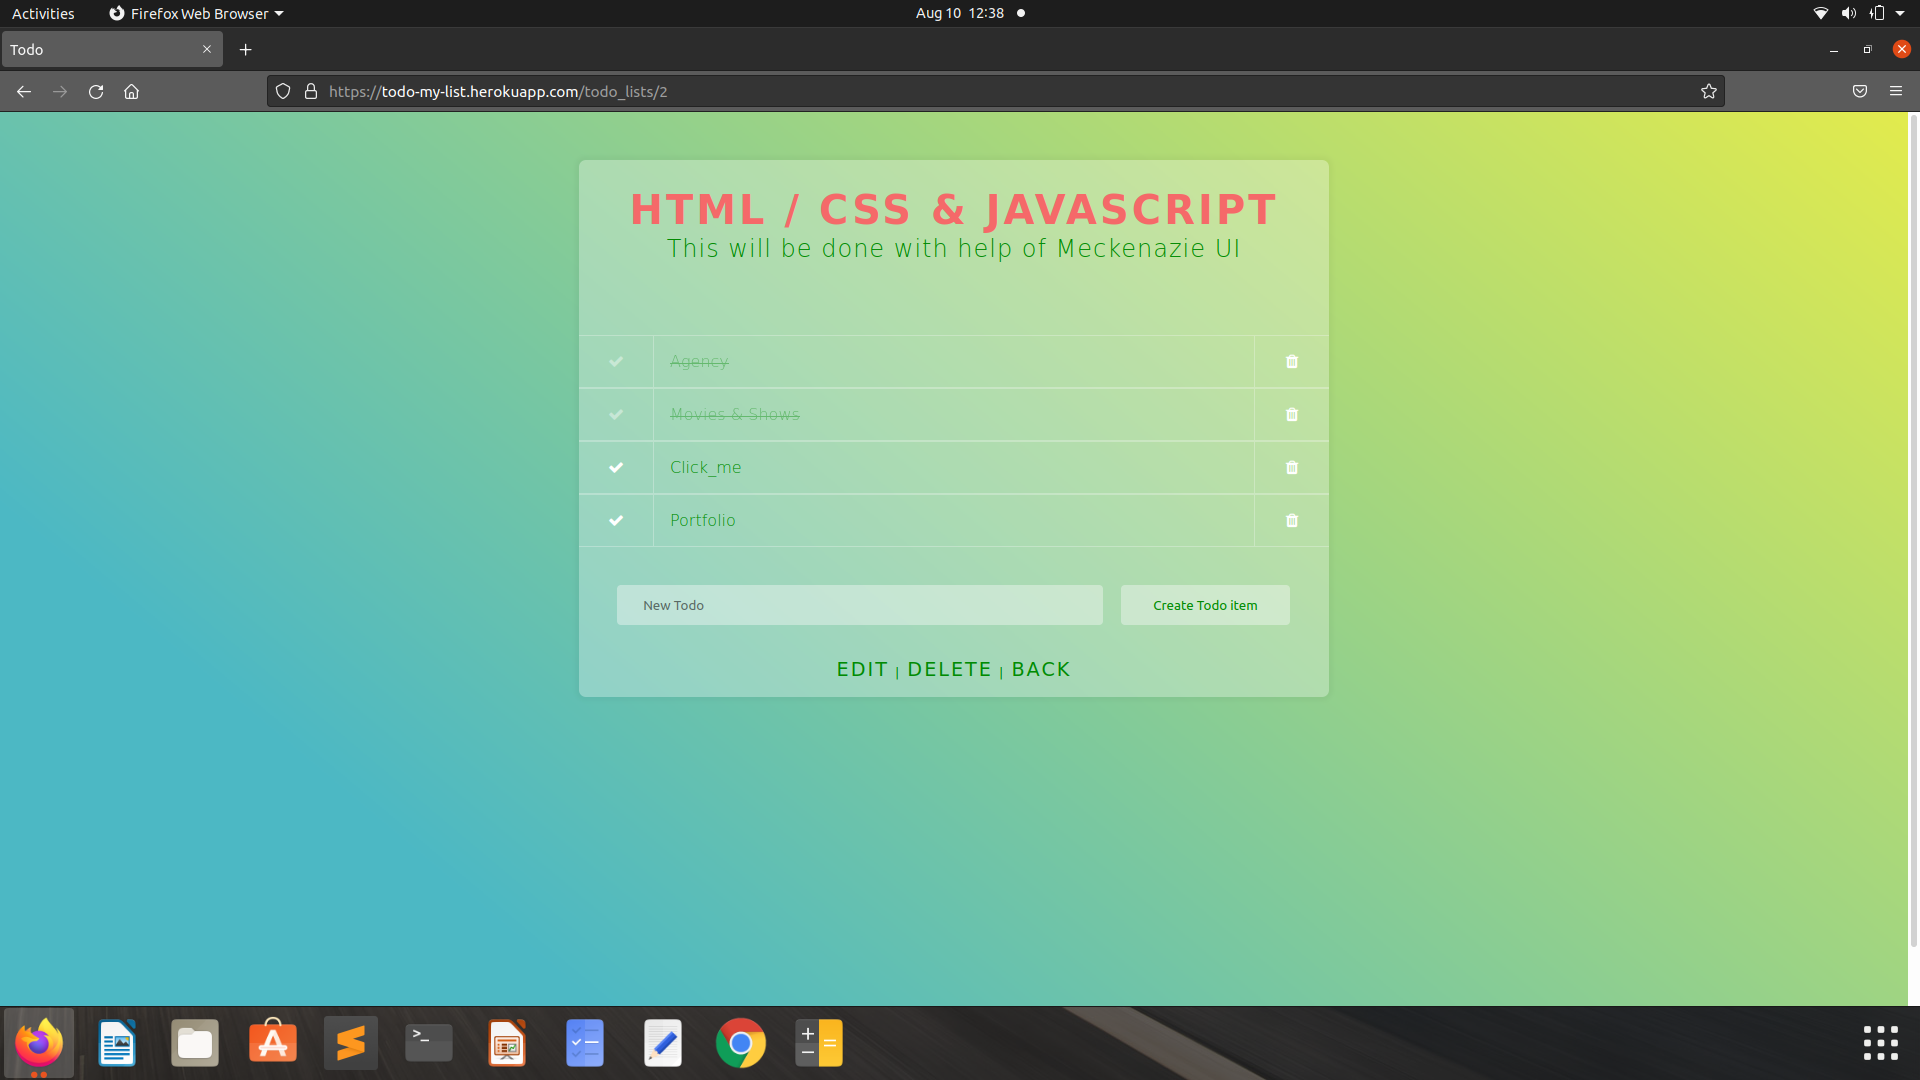 Activities
Firefox Web Browser
Aug 10 12:38
Todo
https://todo-my-list.herokuapp.com/todo_lists/2
HTML / CSS & JAVASCRIPT
This will be done with help of Meckenazie UI
Agency
Movies & Shows
Click_me
Portfolio
New Todo
Create Todo item
EDIT | DELETE | BACK